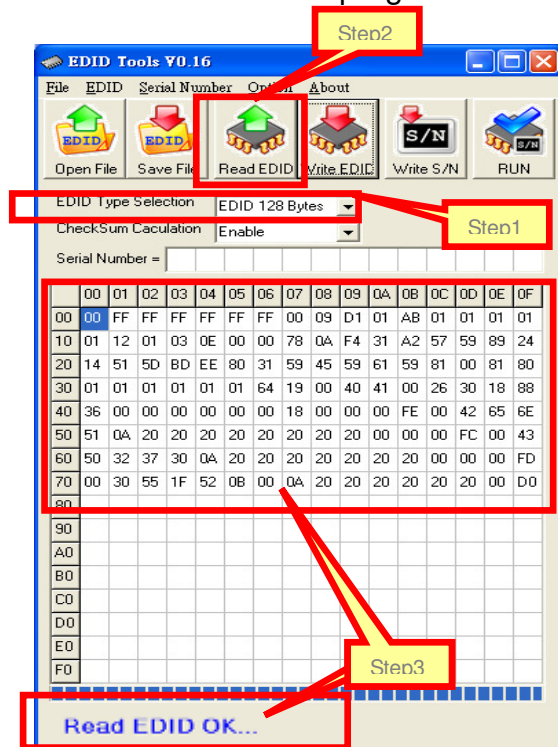 Step2
EDID Tools V0.16
File EDID Serial Number Option About
EDID EDID S/N S/N
Open File Save File Read EDID Write EDID Write S/N RUN
EDID Type Selection EDID 128 Bytes
Step1
CheckSum Caculation Enable
Serial Number =
00 01 02 03 04 05 06 07 08 09 0A 0B 0C 0D 0E 0F
00 00 FF FF FF FF FF FF 00 09 D1 01 AB 01 01 01 01
10 01 12 01 03 0E 00 00 78 0A F4 31 A2 57 59 89 24
20 14 51 5D BD EE 80 31 59 45 59 61 59 81 00 81 80
30 01 01 01 01 01 01 64 19 00 40 41 00 26 30 18 88
40 36 00 00 00 00 00 00 18 00 00 00 FE 00 42 65 6E
50 51 0A 20 20 20 20 20 20 20 20 20 00 00 FC 00 43
60 50 32 37 30 0A 20 20 20 20 20 20 20 00 00 00 FD
70 00 30 55 1F 52 0B 00 0A 20 20 20 20 20 20 00 D0
80
90
A0
B0
C0
D0
E0
F0
Step3
Read EDID OK...